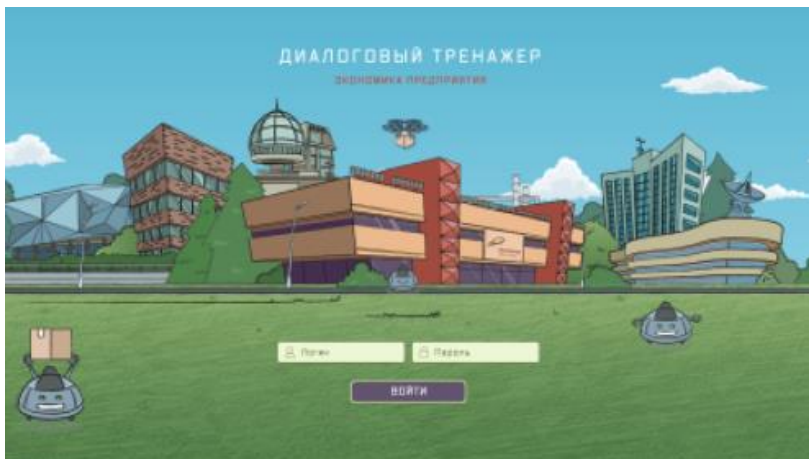 ДИАЛОГОВЫЙ ТРЕНАЖЕР
ЭКОНОМИКА ПРЕДПРИЯТИЯ
Логин
Пароль
ВОЙТИ